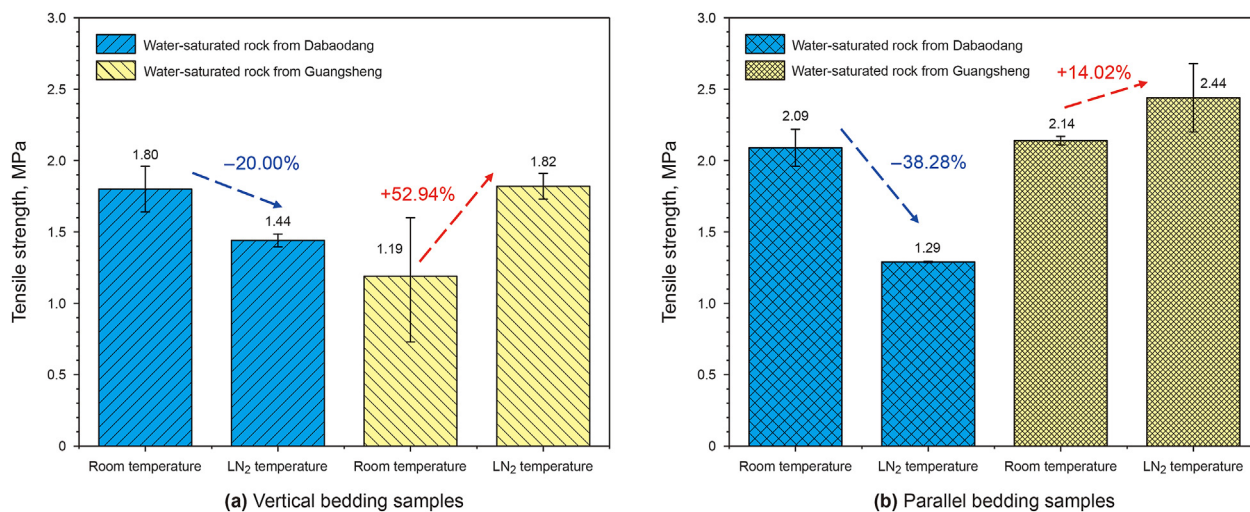 3.0
2.5
2.0
1.5
1.0
0.5
0
Tensile strength, MPa
Water-saturated rock from Dabaodang
Water-saturated rock from Guangsheng
1.80
–20.00%
1.44
1.19
+52.94%
1.82
Room temperature
LN2 temperature
Room temperature
LN2 temperature
(a) Vertical bedding samples
3.0
2.5
2.0
1.5
1.0
0.5
0
Tensile strength, MPa
Water-saturated rock from Dabaodang
Water-saturated rock from Guangsheng
2.09
–38.28%
1.29
2.14
+14.02%
2.44
Room temperature
LN2 temperature
Room temperature
LN2 temperature
(b) Parallel bedding samples